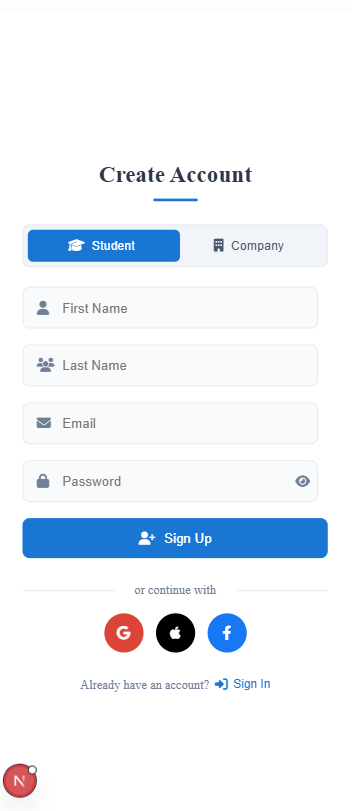 Create Account
Student
Company
First Name
Last Name
Email
Password
Sign Up
or continue with
G
f
Already have an account? Sign In
N